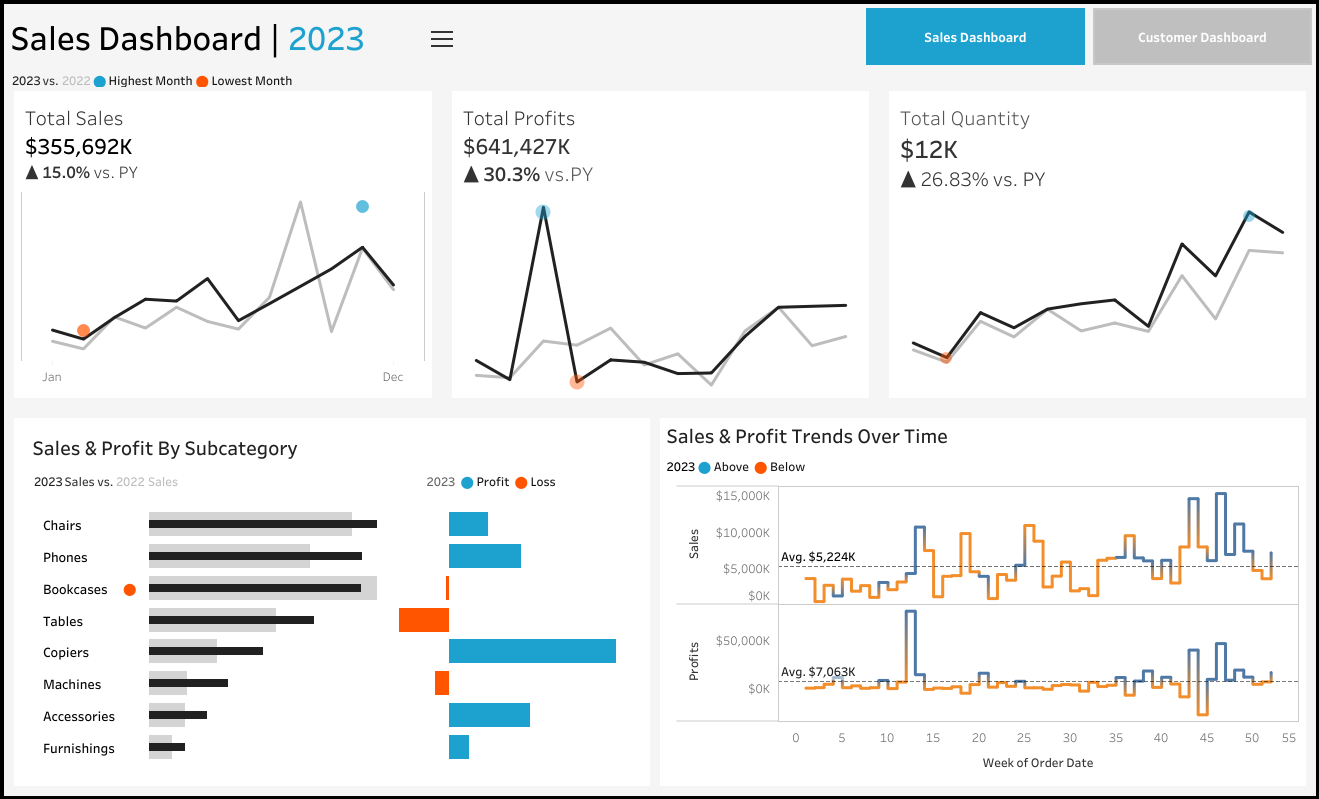 Sales Dashboard | 2023
Sales Dashboard
Customer Dashboard
2023 vs. 2022 Highest Month Lowest Month
Total Sales
$355,692K
▲ 15.0% vs. PY
Jan
Dec
Total Profits
$641,427K
▲ 30.3% vs.PY
Total Quantity
$12K
▲ 26.83% vs. PY
Sales & Profit By Subcategory
2023 Sales vs. 2022 Sales
2023 Profit Loss
Chairs
Phones
Bookcases
Tables
Copiers
Machines
Accessories
Furnishings
Sales & Profit Trends Over Time
2023 Above Below
Sales
$15,000K
$10,000K
$5,000K
$0K
Avg. $5,224K
Profits
$50,000K
$0K
Avg. $7,063K
0 5 10 15 20 25 30 35 40 45 50 55
Week of Order Date